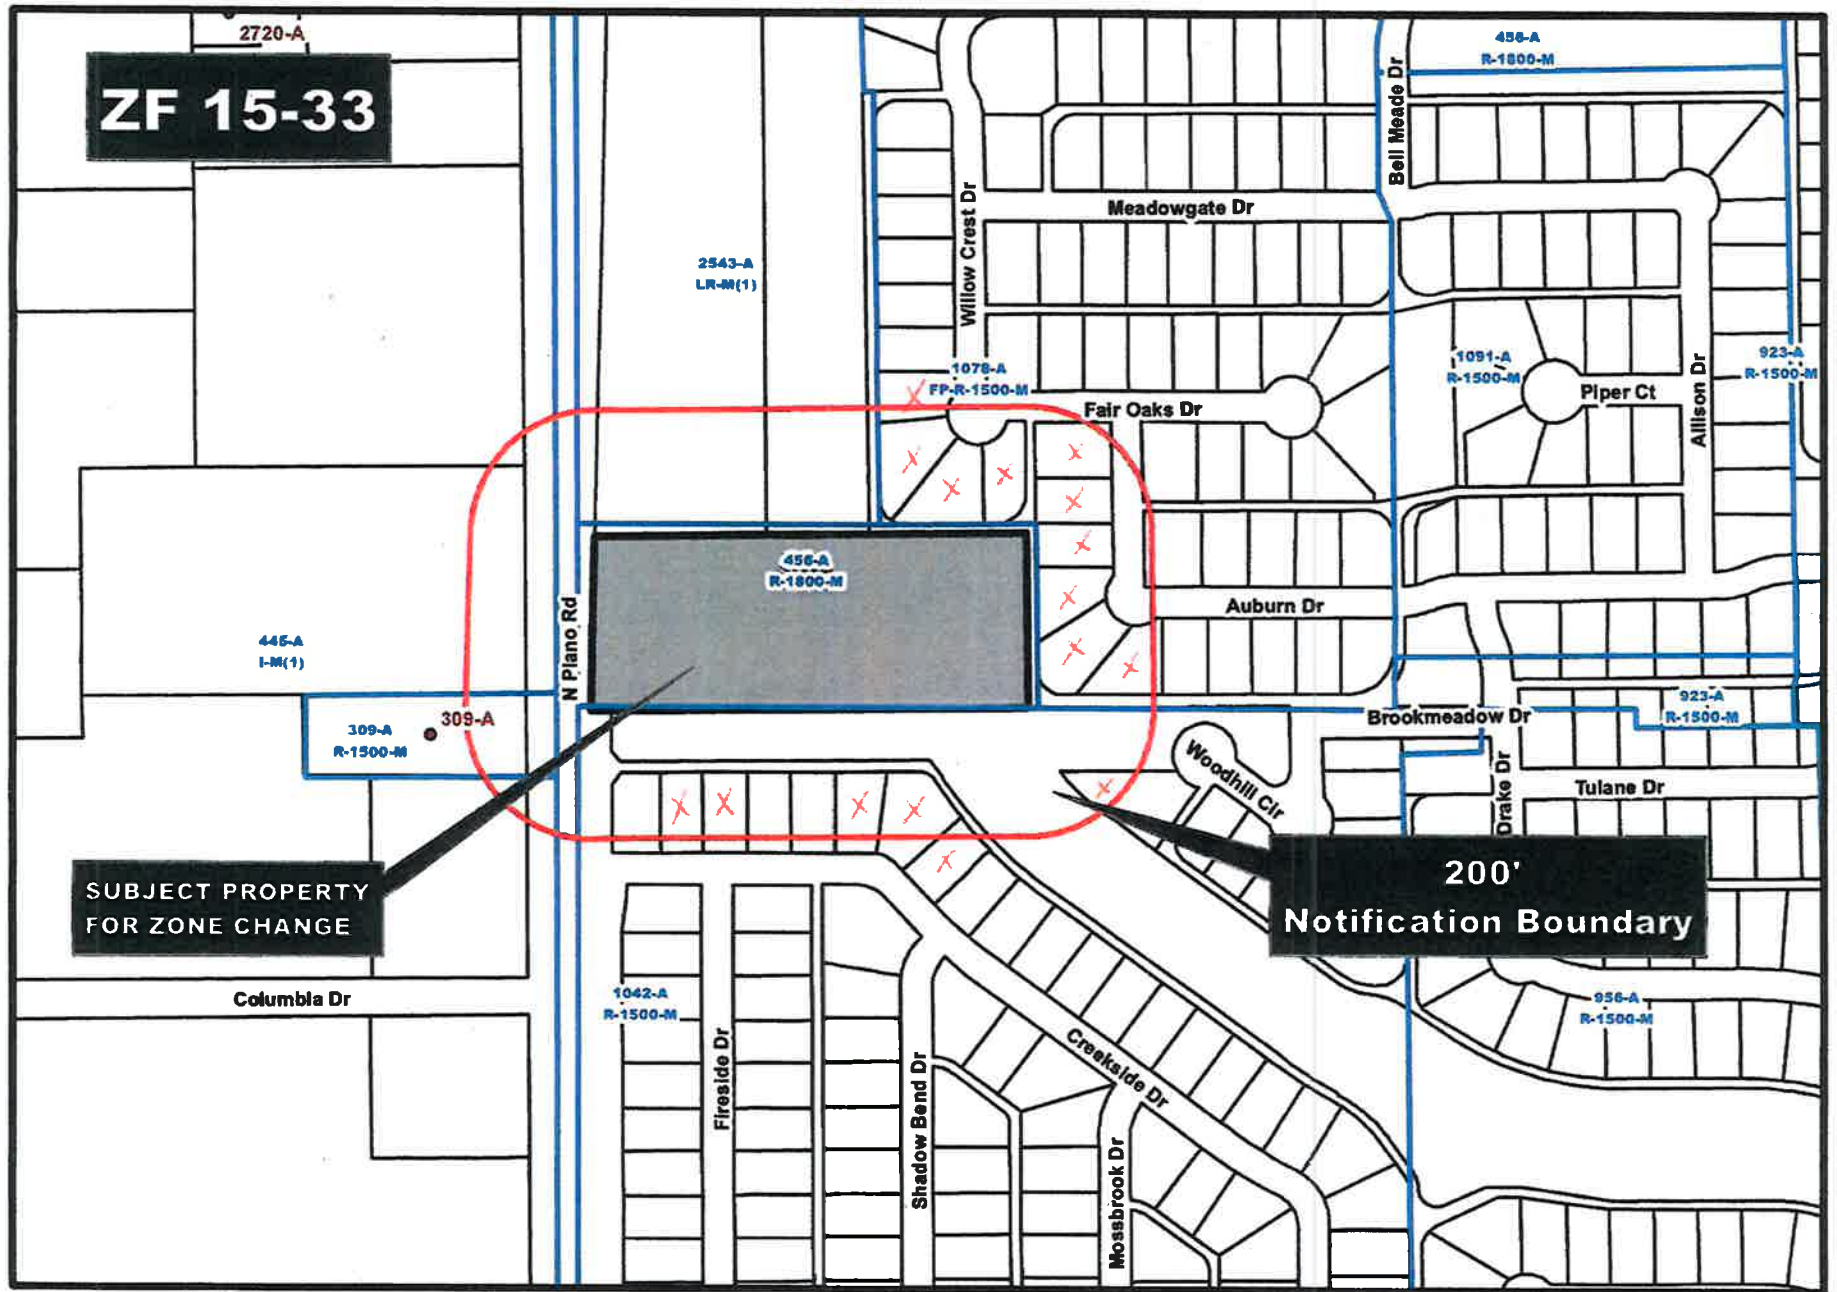 2720-A
ZF 15-33
456-A
R-1800-M
Bell Meade Dr
Willow Crest Dr
Meadowgate Dr
2543-A
LR-M(1)
1078-A
FP-R-1500-M
1091-A
R-1500-M
923-A
R-1500-M
Piper Ct
Allison Dr
Fair Oaks Dr
456-A
R-1800-M
N Plano Rd
Auburn Dr
445-A
I-M(1)
309-A
R-1500-M
309-A
Brookmeadow Dr
923-A
R-1500-M
Woodhill Cir
Drake Dr
Tulane Dr
SUBJECT PROPERTY
FOR ZONE CHANGE
200'
Notification Boundary
Columbia Dr
1042-A
R-1500-M
956-A
R-1500-M
Fireside Dr
Shadow Bend Dr
Creekside Dr
Mossbrook Dr